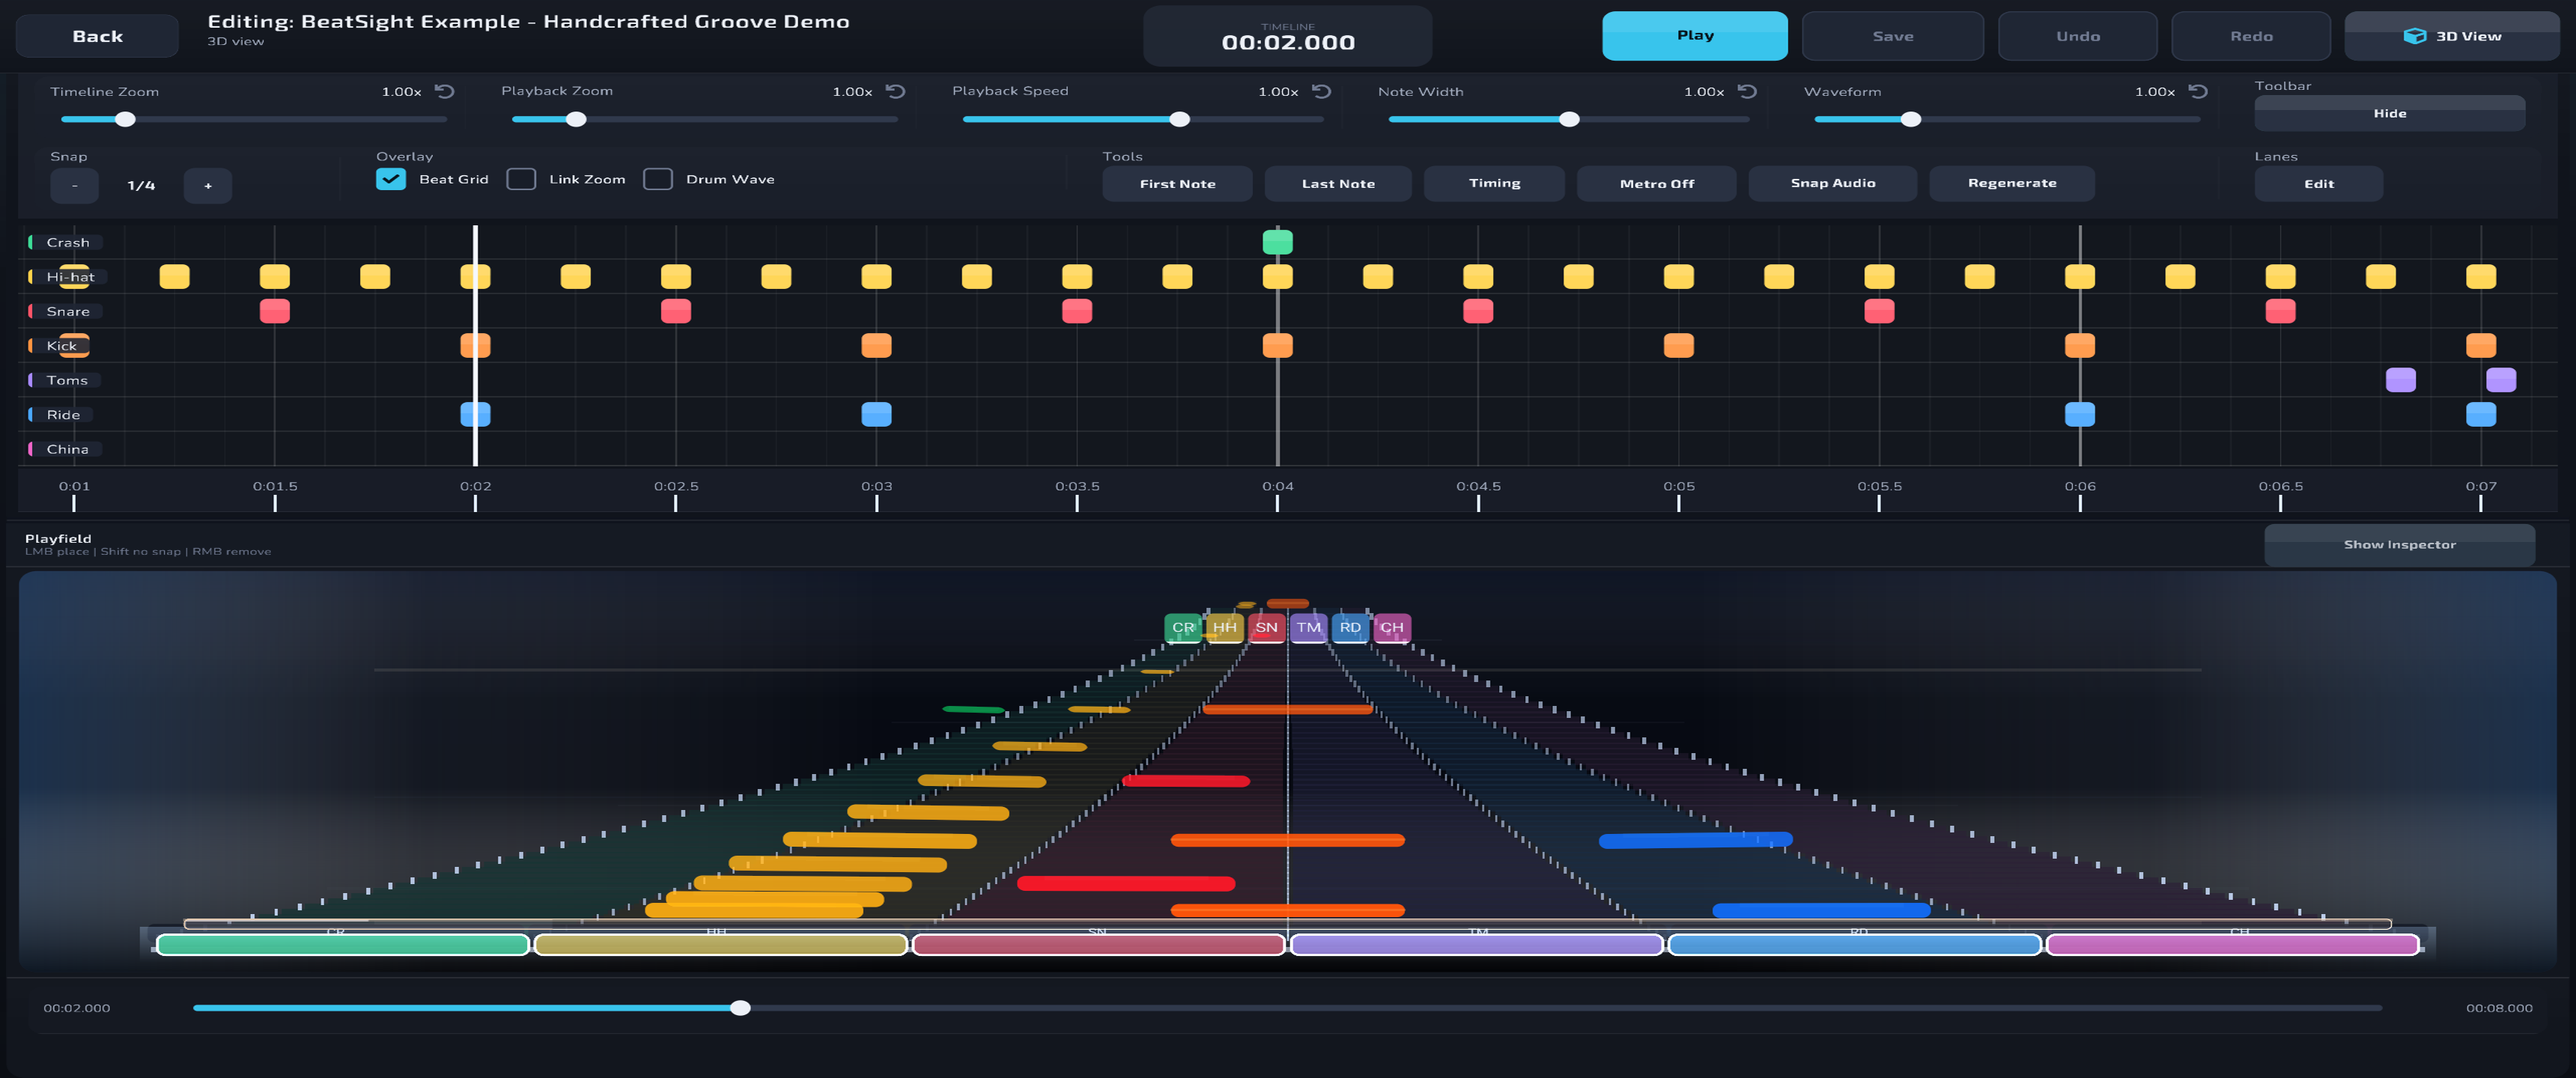 Back
Editing: BeatSight Example - Handcrafted Groove Demo
3D view
TIMELINE
00:02.000
Play
Save
Undo
Redo
3D View
Timeline Zoom 1.00x
Playback Zoom 1.00x
Playback Speed 1.00x
Note Width 1.00x
Waveform 1.00x
Toolbar
Hide
Snap
- 1/4 +
Overlay
Beat Grid Link Zoom Drum Wave
Tools
First Note Last Note Timing Metro Off Snap Audio Regenerate
Lanes
Edit
Crash
Hi-hat
Snare
Kick
Toms
Ride
China
0:01 0:01.5 0:02 0:02.5 0:03 0:03.5 0:04 0:04.5 0:05 0:05.5 0:06 0:06.5 0:07
Playfield
LMB place | Shift no snap | RMB remove
Show Inspector
CR HH SN TM RD CH
CR HH SN TM RD CH
00:02.000 00:08.000